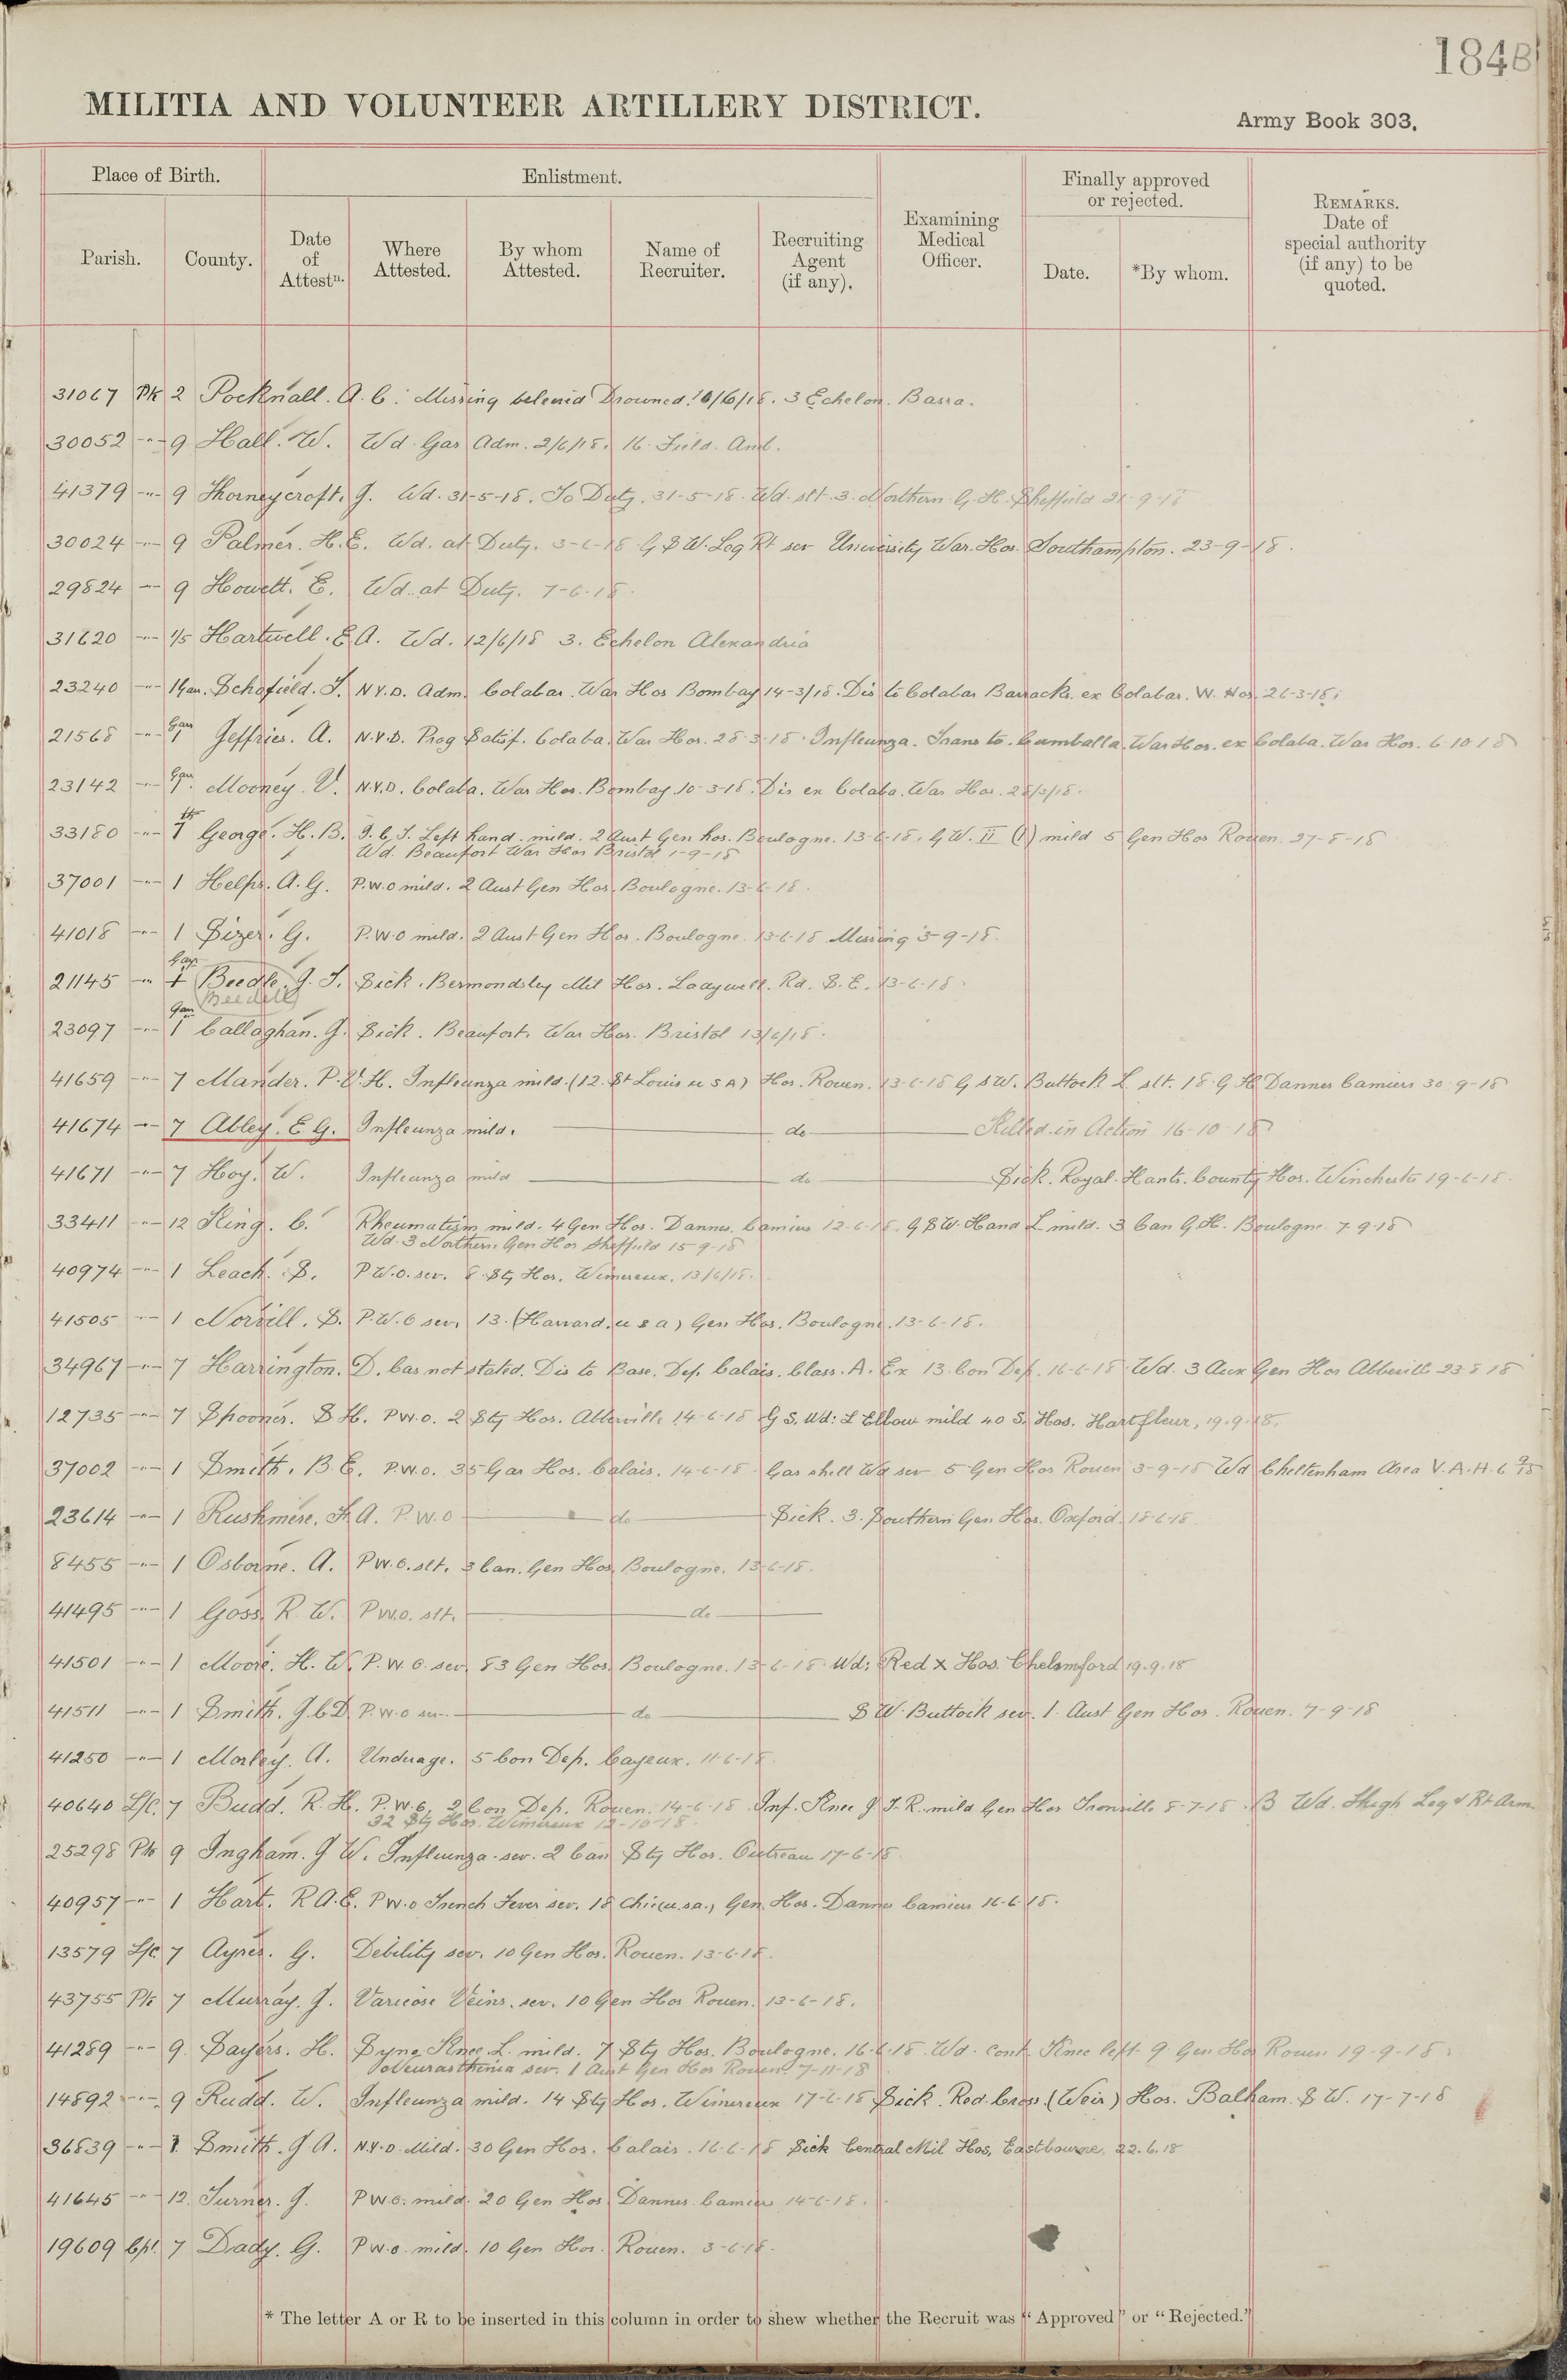 1848
MILITIA AND VOLUNTEER ARTILLERY DISTRICT.
Army Book 303.
Place of Birth.
Enlistment.
Examining Medical Officer.
Finally approved or rejected.
REMARKS. Date of special authority (if any) to be quoted.
Parish.
County.
Date of Attestn.
Where Attested.
By whom Attested.
Name of Recruiter.
Recruiting Agent (if any).
Date.
*By whom.
31067 Pte 2 Pocknall. A. C. Missing beleived Drowned. 3 Echelon. Basra.
30052 -"- 9 Hall. W. Wd. Gas Adm. 2/6/18. 16. Field. Amb.
41379 -"- 9 Thorneycroft. J. Wd. 31-5-18. To Duty. 31-5-18. Wd. slt. 3. Northern G. H. Sheffield 21-9-18
30024 -"- 9 Palmer. H. E. Wd. at Duty. 3-6-18 G S W. Leg Rt sev University War. Hos. Southampton. 23-9-18.
29824 -"- 9 Howett. E. Wd. at Duty. 7-6-18.
31620 -"- 1/5 Hartwell. E. A. Wd. 12/6/18 3. Echelon Alexandria
23240 -"- 1Gar. Schofield. J. N.Y.D. Adm. Colabar. War Hos Bombay 14-3/18. Dis to Colabar Barracks. ex Colabar. W. Hos. 26-3-18.
21568 -"- Gar 1 Jeffries. A. N.Y.D. Prog Satisf. Colaba. War Hos. 28-3-18. Infleunza. Trans to. Cumballa. War Hos. ex Colaba. War Hos. 6-10-18
23142 -"- Gar 1. Mooney. V. N.Y.D. Colaba. War Hos. Bombay 10-3-18. Dis ex Colaba. War Hos. 28/3/18.
33180 -"- 1 George. H. B. I. C. T. Left hand. mild. 2 Aust Gen hos. Boulogne. 13-6-18. G W. II (1) mild 5 Gen Hos Rouen. 27-8-18
Wd. Beaufort War Hos Bristol 1-9-18
37001 -"- 1 Helps. A. G. P.W.O mild. 2 Aust Gen Hos. Boulogne. 13-6-18.
41018 -"- 1 Sizer. G. P.W.O mild. 2 Aust Gen Hos. Boulogne. 13-6-18 Missing 5-9-18.
21145 -"- Gar 1 Beedle. J. T. Sick. Bermondsley Mil Hos. Ladywell. Rd. S. E. 13-6-18.
Beedell
23097 -"- Gar 1 Callaghan. J. Sick. Beaufort. War Hos. Bristol 13/6/18.
41659 -"- 7 Mander. P. V. H. Infleunza mild. (12. St Louis U S A) Hos. Rouen. 13-6-18 G S W. Buttock L slt. 18. G H Dannes Camiers 30-9-18
41674 -"- 7 Abley. E G. Infleunza mild. do Killed in Action 16-10-18
41671 -"- 7 Hoy. W. Infleunza mild do Sick. Royal. Hants. County Hos. Winchester 19-6-18.
33411 -"- 12 King. C. Rheumatism mild. 4 Gen Hos. Dannes. Camiers 12-6-18. G S W. Hand L mild. 3 Can G. H. Boulogne. 7-9-18
Wd. 3 Northern. Gen Hos Sheffield 15-9-18
40974 -"- 1 Leach. S. P W.O. sev. 8. Sty Hos. Wimereux. 13/6/18.
41505 -"- 1 Norvill. S. P.W.O sev. 13. (Harvard. U S A) Gen Hos. Boulogne. 13-6-18.
34967 -"- 7 Harrington. D. Cas not stated. Dis to Base. Dep. Calais. Class. A. Ex 13. Con Dep. 16-6-18. Wd. 3 Aux Gen Hos Abbeville 23-8-18
12735 -"- 7 Spooner. S H. P.W.O. 2 Sty Hos. Abbeville 14-6-18 G S. Wd: L Elbow mild 40 S. Hos. Hartfleur, 19.9.18.
37002 -"- 1 Smith. B. E. P.W.O. 35 Gar Hos. Calais. 14-6-18. Gas shell Wd sev 5 Gen Hos Rouen 3-9-18 Wd Cheltenham Area V. A. H. 6 9/18
23614 -"- 1 Rushmere. F. A. P.W.O do Sick. 3. Southern Gen Hos. Oxford. 18-6-18.
8455 -"- 1 Osborne. A. P W.O. slt. 3 Can. Gen Hos. Boulogne. 13-6-18.
41495 -"- 1 Goss. R. W. P W.O. slt. do
41501 -"- 1 Moore. H. W. P. W. O. sev. 83 Gen Hos. Boulogne. 13-6-18. Wd: Red X Hos. Chelsmford 19.9.18
41511 -"- 1 Smith. J. C. D. P. W. O sev. do S W. Buttock sev. 1. Aust Gen Hos. Rouen. 7-9-18
41250 -"- 1 Morley. A. Underage. 5 Con Dep. Cayeux. 11-6-18.
40640 L/C. 7 Budd. R. H. P. W O. 2 Con Dep. Rouen. 14-6-18 Inf. Knee J. T. R. mild Gen Hos Trouville 8-7-18. B Wd. Thigh Leg & Rt Arm.
32 Sty Hos. Wimereux 12-10-18.
25298 Pte 9 Ingham. J W. Influenza. sev. 2 Can Sty Hos. Outreau 17-6-18.
40957 -"- 1 Hart. R A. E. P W.O Trench Fever sev. 18 Chi (U.S.A.) Gen Hos. Dannes Camiers 16-6-18.
13579 L/C 7 Ayres. G. Debility sev. 10 Gen Hos. Rouen. 13-6-18.
43755 Pte 7 Murray. J. Varicose Veins. sev. 10 Gen Hos Rouen. 13-6-18.
41289 -"- 9. Sayers. H. Syno. Knee. L. mild. 7 Sty Hos. Boulogne. 16-6-18. Wd. Cont Knee left 9 Gen Hos Rouen 19-9-18.
Neurasthenia sev. 1 Aust Gen Hos Rouen. 7-11-18
14892 -"- 9 Rudd. W. Infleunza mild. 14 Sty Hos. Wimereux 17-6-18 Sick. Red. Cross. (Weir) Hos. Balham. S W. 17-7-18
36839 -"- 1. Smith. J A. N.Y.D. Mild. 30 Gen Hos. Calais. 16-6-18 Sick Central Mil Hos, Eastbourne. 22.6.18
41645 -"- 12. Turner. J. P W.O. mild. 20 Gen Hos Dannes Camiers 14-6-18.
19609 Cpl. 7 Dady. G. P W.O. mild. 10 Gen Hos. Rouen. 3-6-18.
* The letter A or R to be inserted in this column in order to shew whether the Recruit was "Approved" or "Rejected."